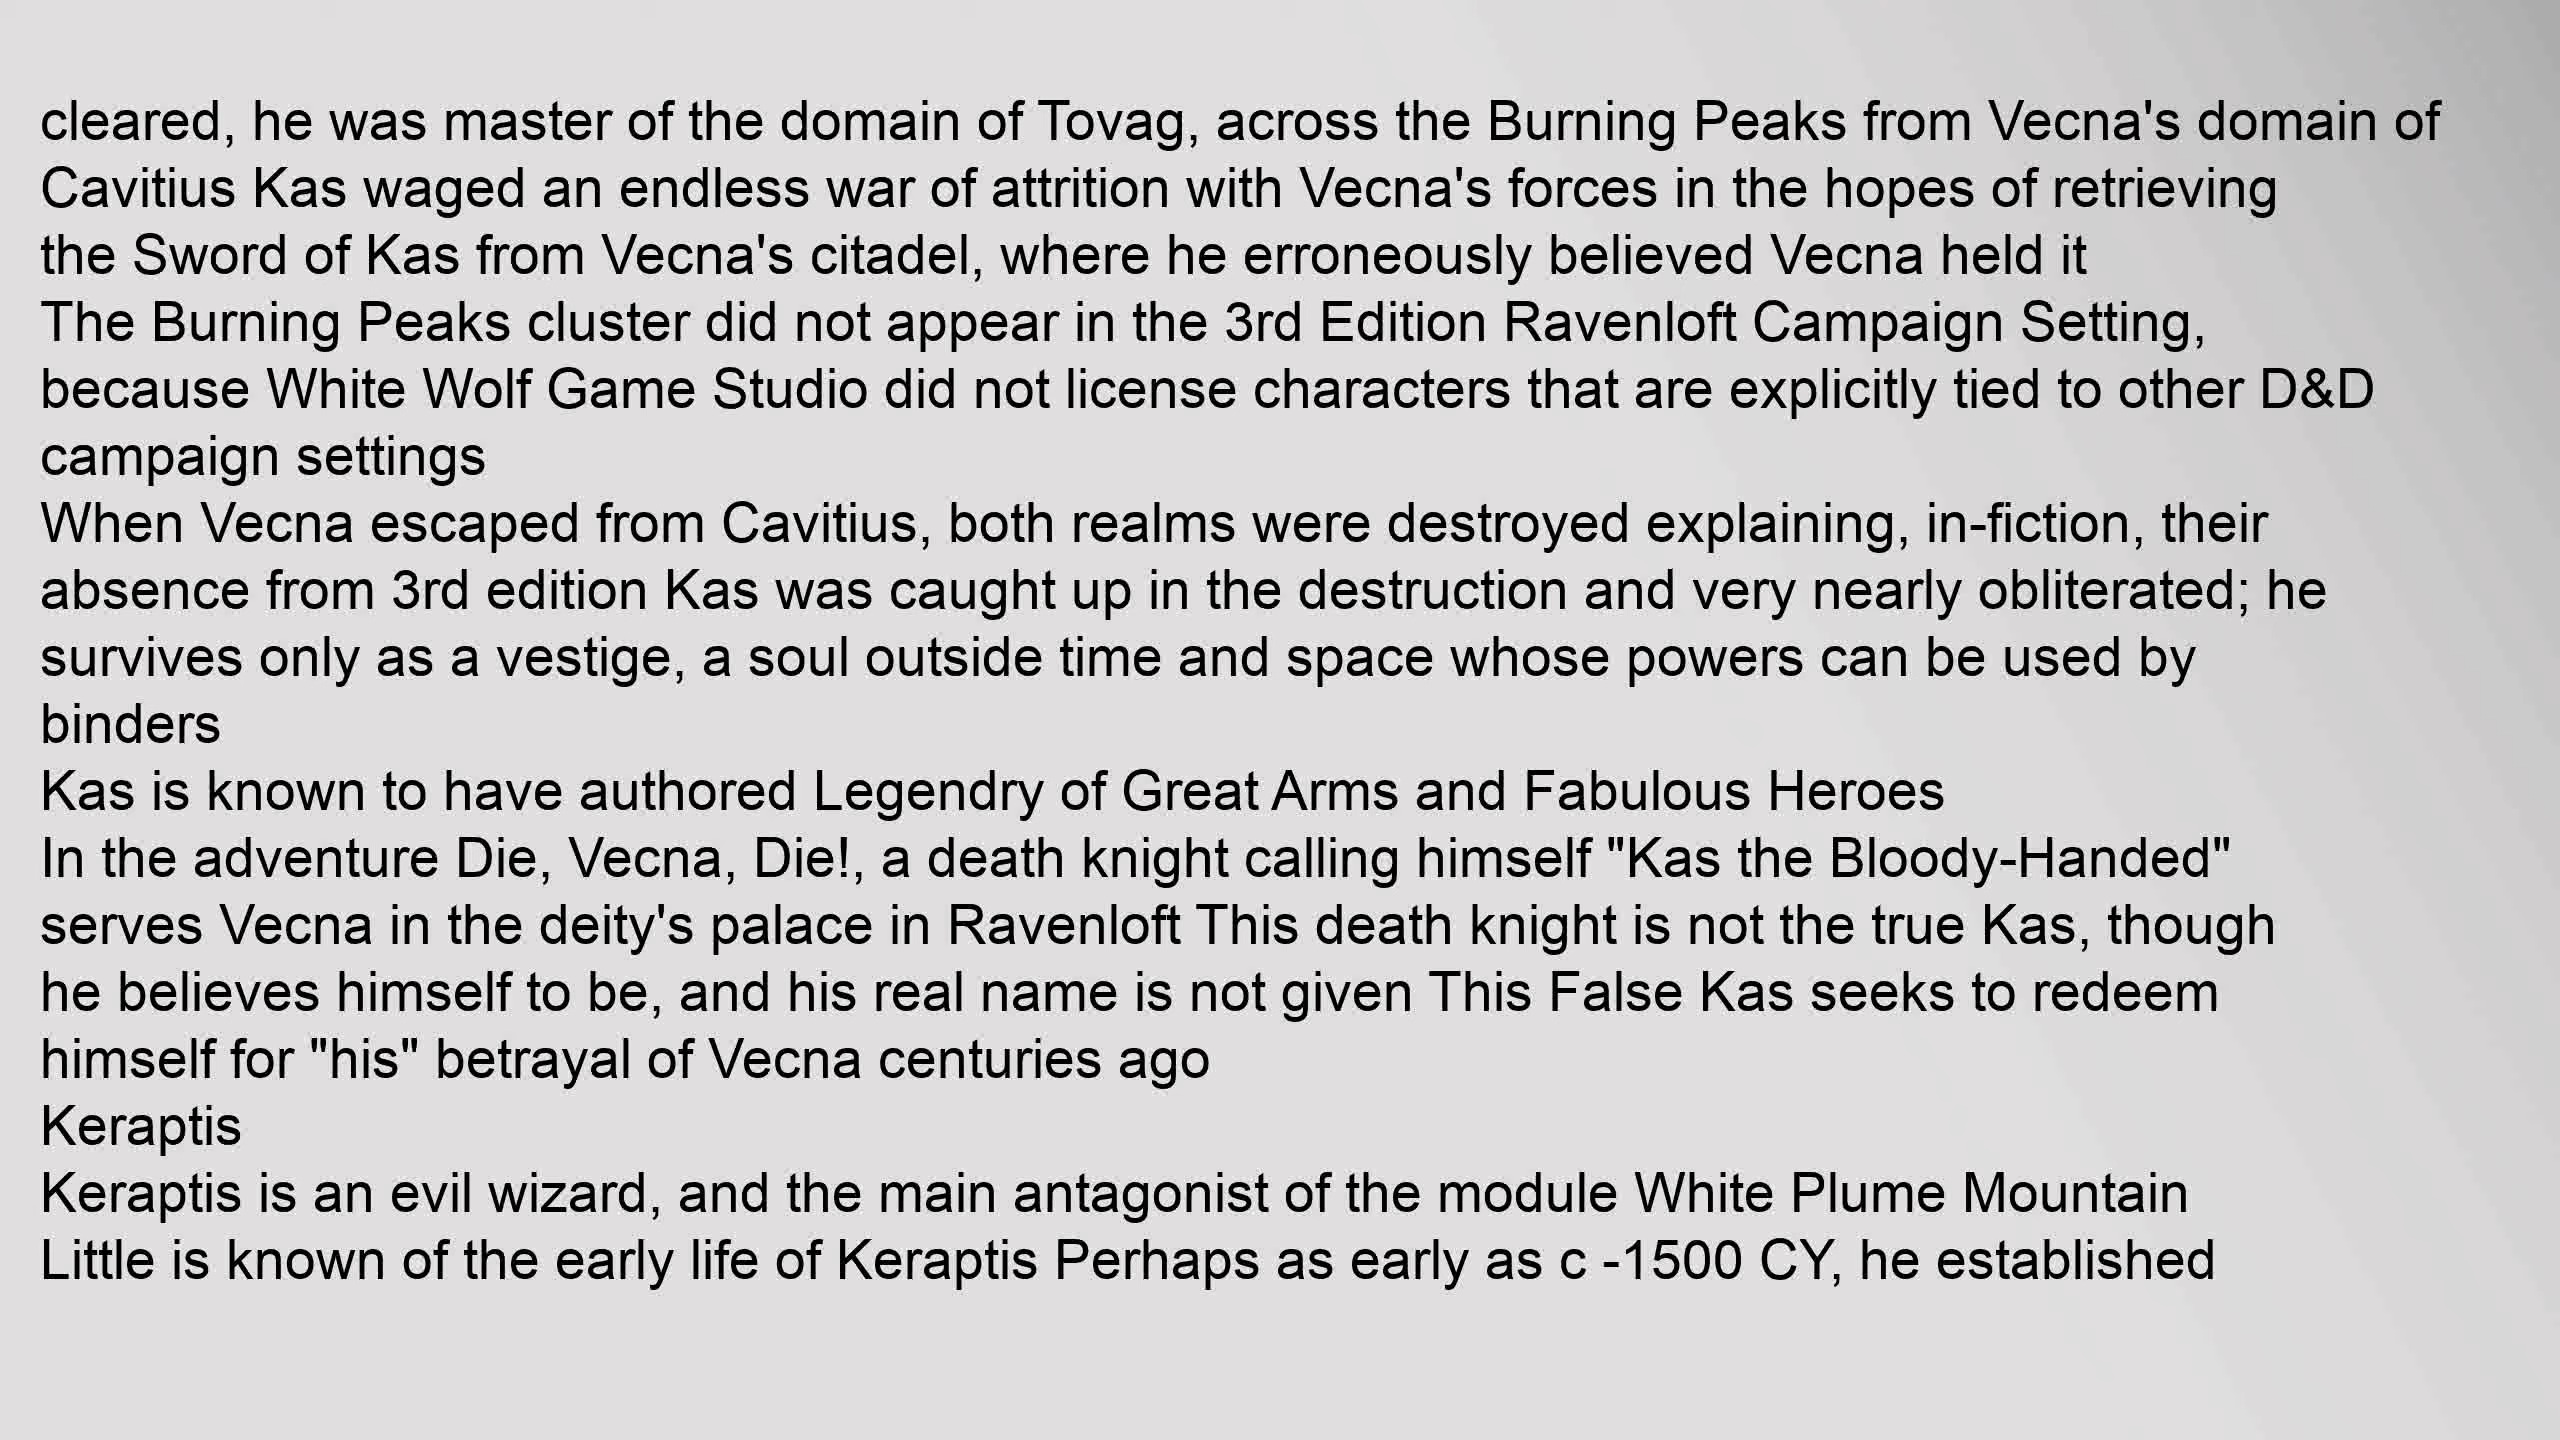 cleared, he was master of the domain of Tovag, across the Burning Peaks from Vecna's domain of
Cavitius Kas waged an endless war of attrition with Vecna's forces in the hopes of retrieving
the Sword of Kas from Vecna's citadel, where he erroneously believed Vecna held it
The Burning Peaks cluster did not appear in the 3rd Edition Ravenloft Campaign Setting,
because White Wolf Game Studio did not license characters that are explicitly tied to other D&D
campaign settings
When Vecna escaped from Cavitius, both realms were destroyed explaining, in-fiction, their
absence from 3rd edition Kas was caught up in the destruction and very nearly obliterated; he
survives only as a vestige, a soul outside time and space whose powers can be used by
binders
Kas is known to have authored Legendry of Great Arms and Fabulous Heroes
In the adventure Die, Vecna, Die!, a death knight calling himself "Kas the Bloody-Handed"
serves Vecna in the deity's palace in Ravenloft This death knight is not the true Kas, though
he believes himself to be, and his real name is not given This False Kas seeks to redeem
himself for "his" betrayal of Vecna centuries ago
Keraptis
Keraptis is an evil wizard, and the main antagonist of the module White Plume Mountain
Little is known of the early life of Keraptis Perhaps as early as c -1500 CY, he established